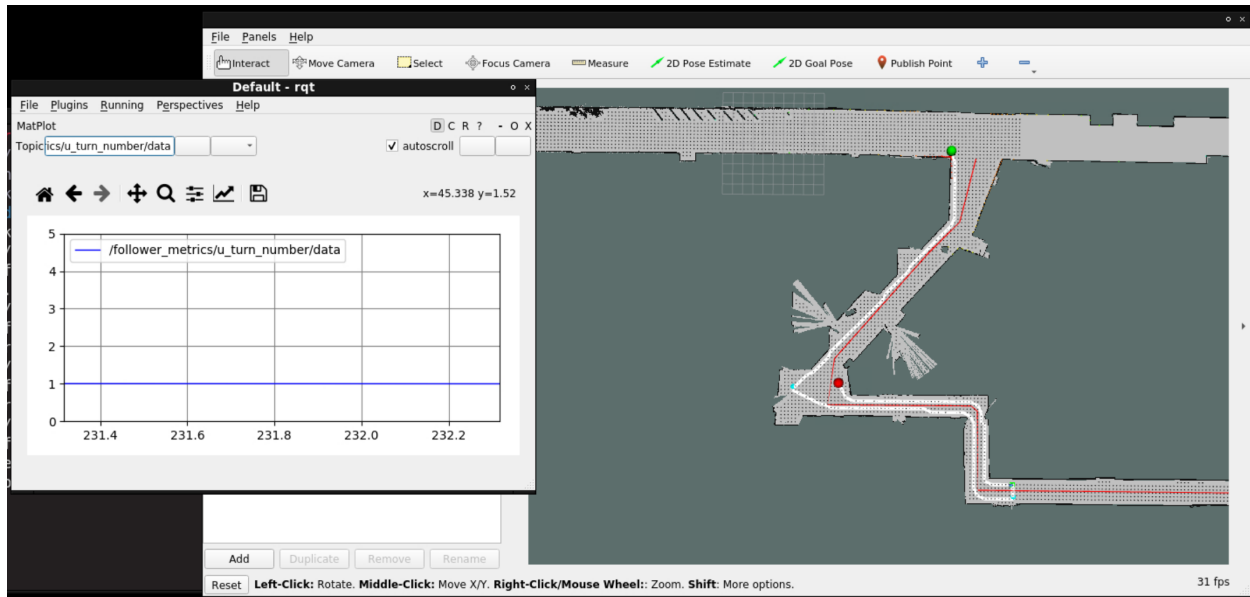 File Panels Help
Interact Move Camera Select Focus Camera Measure 2D Pose Estimate 2D Goal Pose Publish Point
Default - rqt
File Plugins Running Perspectives Help
MatPlot D C R ? - O X
Topic ics/u_turn_number/data autoscroll
x=45.338 y=1.52
/follower_metrics/u_turn_number/data
5
4
3
2
1
0
231.4 231.6 231.8 232.0 232.2
Add Duplicate Remove Rename
Reset Left-Click: Rotate. Middle-Click: Move X/Y. Right-Click/Mouse Wheel:: Zoom. Shift: More options. 31 fps